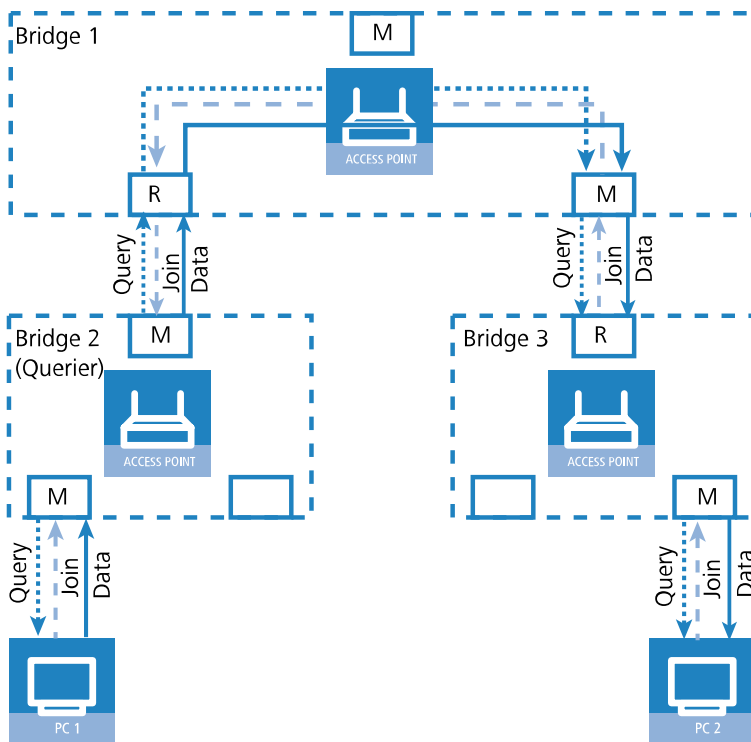 Bridge 1
M
ACCESS POINT
R
M
Query
Join
Data
Query
Join
Data
Bridge 2
(Querier)
M
Bridge 3
R
ACCESS POINT
ACCESS POINT
M
M
Query
Join
Data
Query
Join
Data
PC 1
PC 2